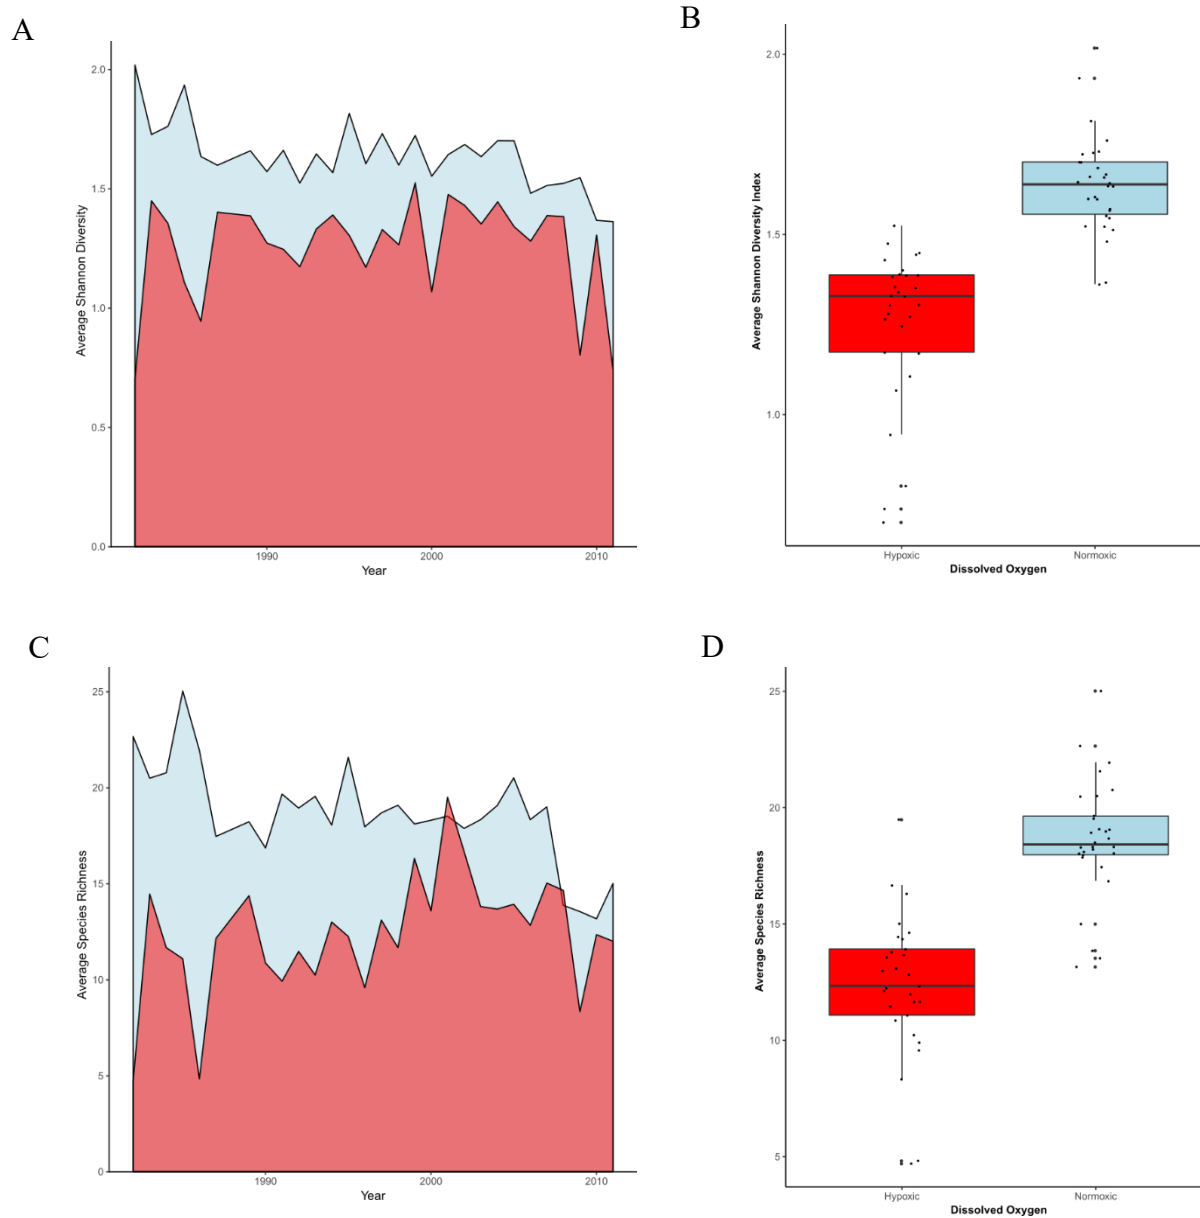 A
2.0
1.5
1.0
0.5
0.0
Average Shannon Diversity
1990
2000
2010
Year
B
2.0
1.5
1.0
Average Shannon Diversity Index
Hypoxic
Normoxic
Dissolved Oxygen
C
25
20
15
10
5
0
Average Species Richness
1990
2000
2010
Year
D
25
20
15
10
5
Average Species Richness
Hypoxic
Normoxic
Dissolved Oxygen